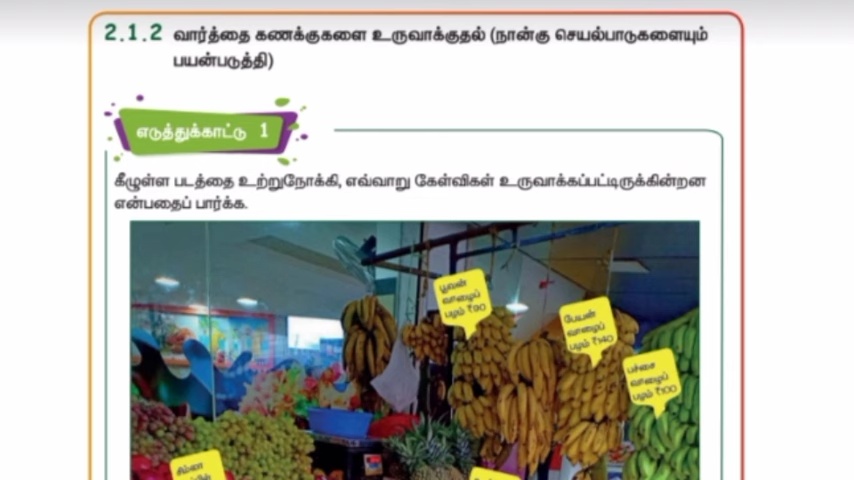 2.1.2 வார்த்தை கணக்குகளை உருவாக்குதல் (நான்கு செயல்பாடுகளையும்
பயன்படுத்தி)
எடுத்துக்காட்டு 1
கீழுள்ள படத்தை உற்றுநோக்கி, எவ்வாறு கேள்விகள் உருவாக்கப்பட்டிருக்கின்றன
என்பதைப் பார்க்க.
பூவன்
வாழைப்
பழம் ₹90
பேயன்
வாழைப்
பழம் ₹140
பச்சை
வாழைப்
பழம் ₹100
சிம்லா